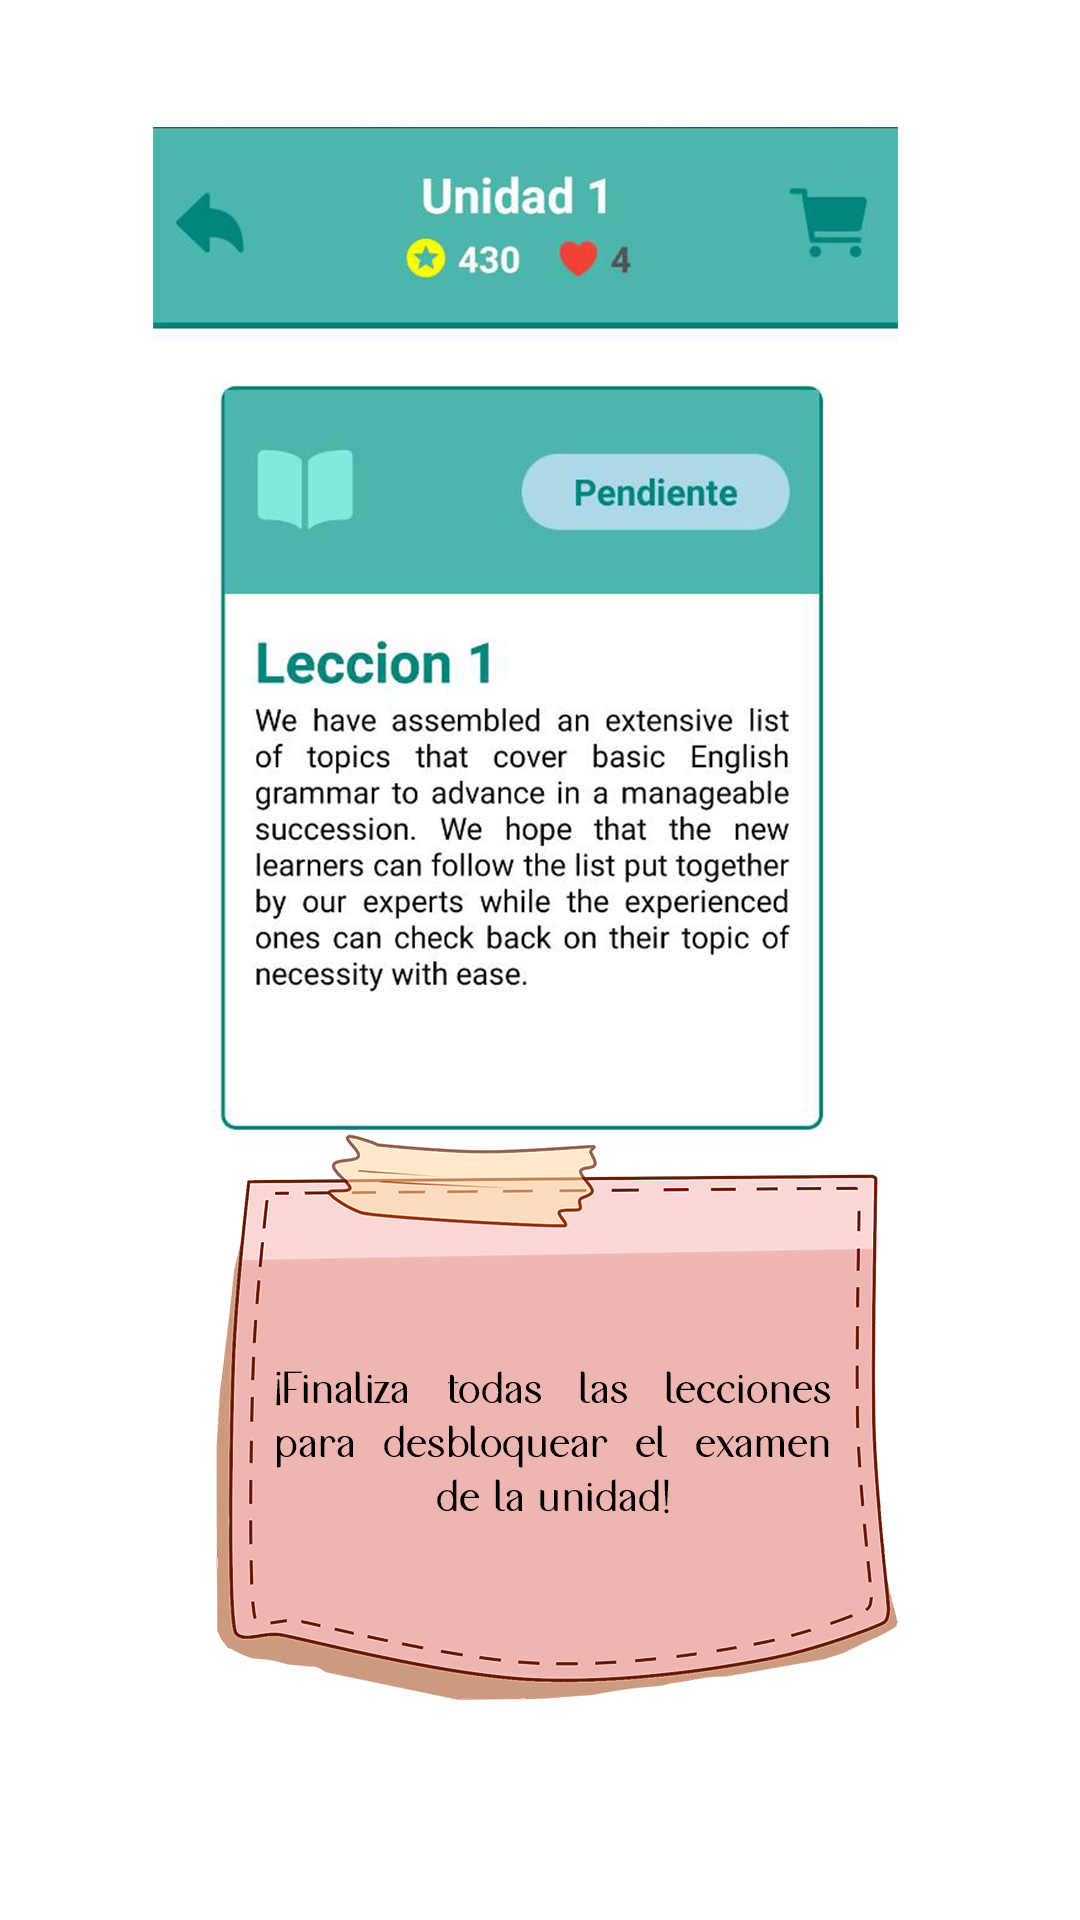 Unidad 1
430 4
Pendiente
Leccion 1
We have assembled an extensive list
of topics that cover basic English
grammar to advance in a manageable
succession. We hope that the new
learners can follow the list put together
by our experts while the experienced
ones can check back on their topic of
necessity with ease.
¡Finaliza todas las lecciones
para desbloquear el examen
de la unidad!